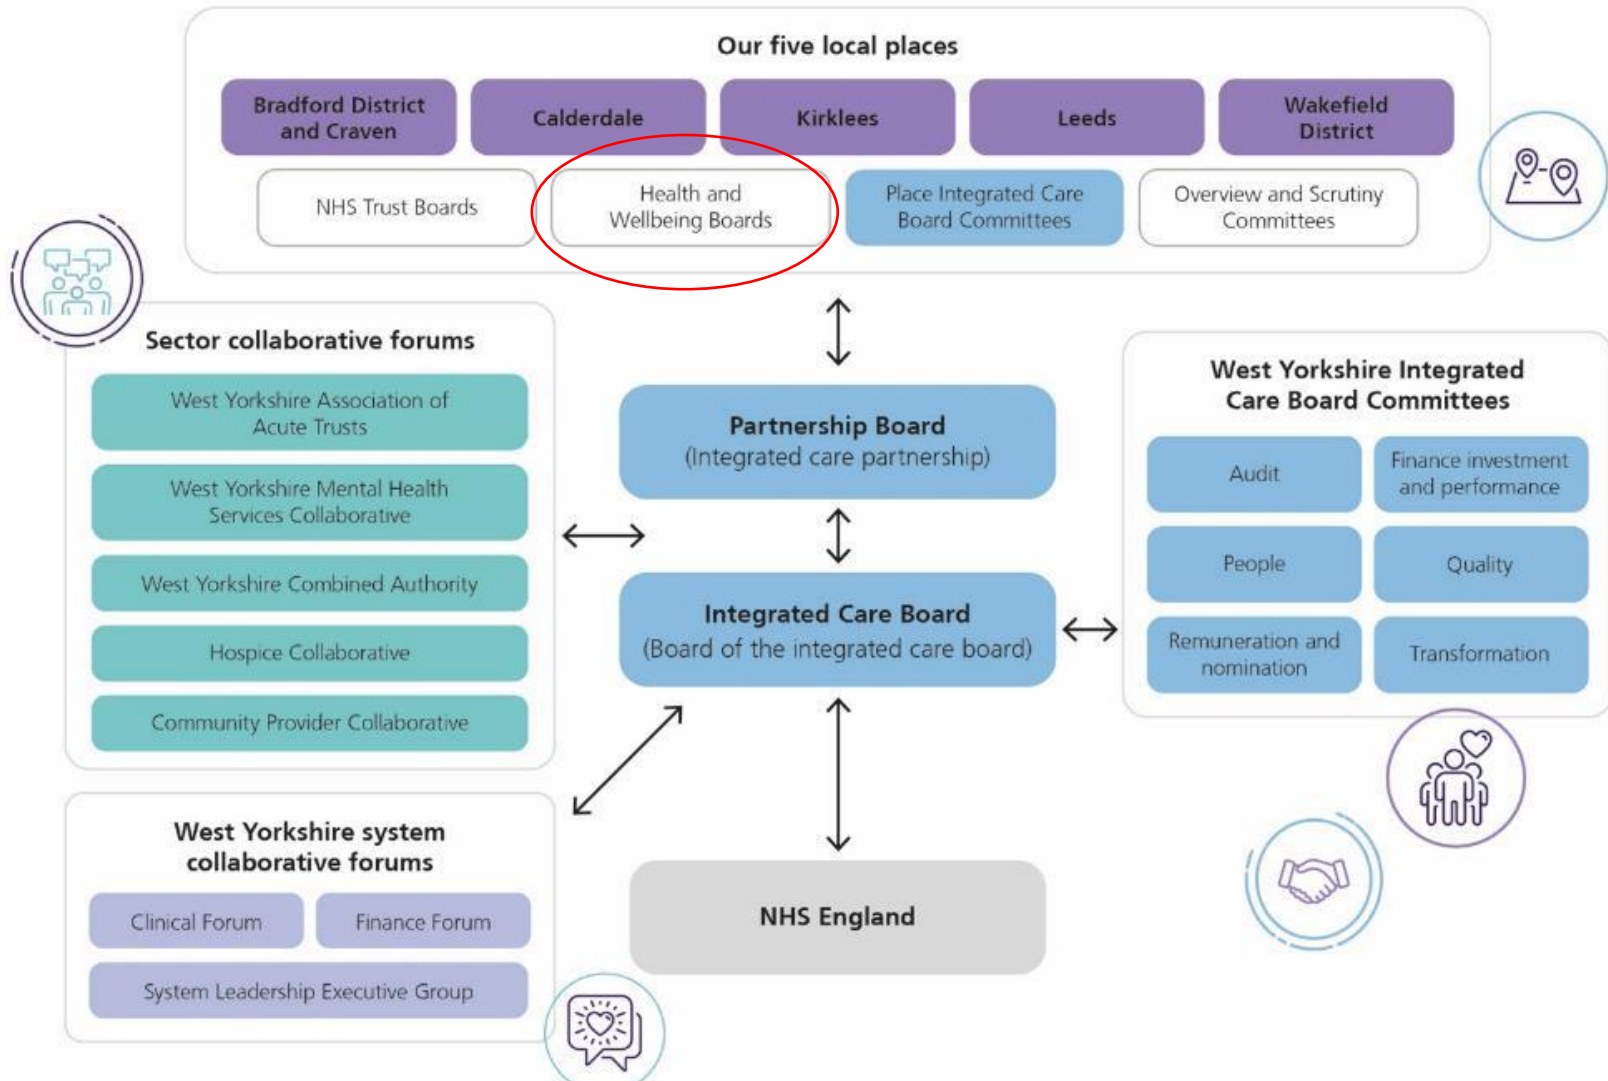 Our five local places
Bradford District
and Craven
Calderdale
Kirklees
Leeds
Wakefield
District
NHS Trust Boards
Health and
Wellbeing Boards
Place Integrated Care
Board Committees
Overview and Scrutiny
Committees
Sector collaborative forums
West Yorkshire Association of
Acute Trusts
West Yorkshire Mental Health
Services Collaborative
West Yorkshire Combined Authority
Hospice Collaborative
Community Provider Collaborative
Partnership Board
(Integrated care partnership)
Integrated Care Board
(Board of the integrated care board)
West Yorkshire Integrated
Care Board Committees
Audit
Finance investment
and performance
People
Quality
Remuneration and
nomination
Transformation
West Yorkshire system
collaborative forums
Clinical Forum
Finance Forum
System Leadership Executive Group
NHS England